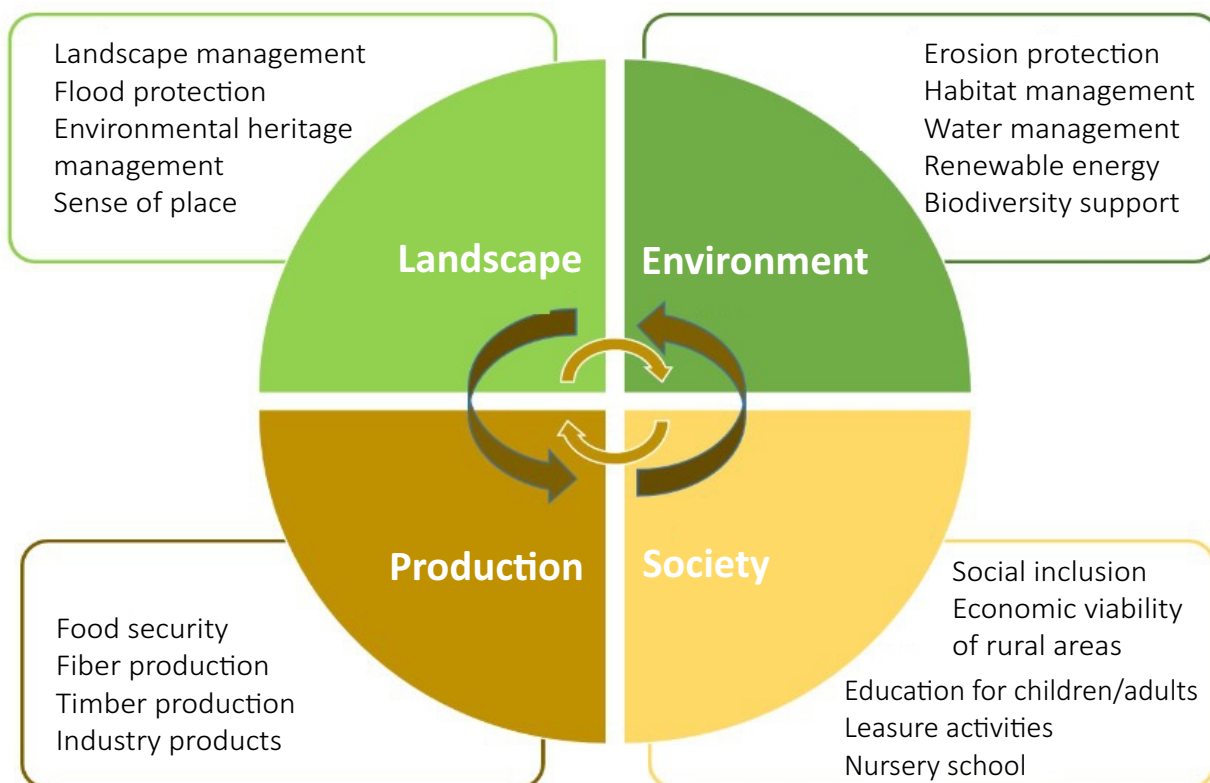 Landscape management
Flood protection
Environmental heritage
management
Sense of place
Erosion protection
Habitat management
Water management
Renewable energy
Biodiversity support
Landscape
Environment
Production
Society
Food security
Fiber production
Timber production
Industry products
Social inclusion
Economic viability
of rural areas
Education for children/adults
Leasure activities
Nursery school